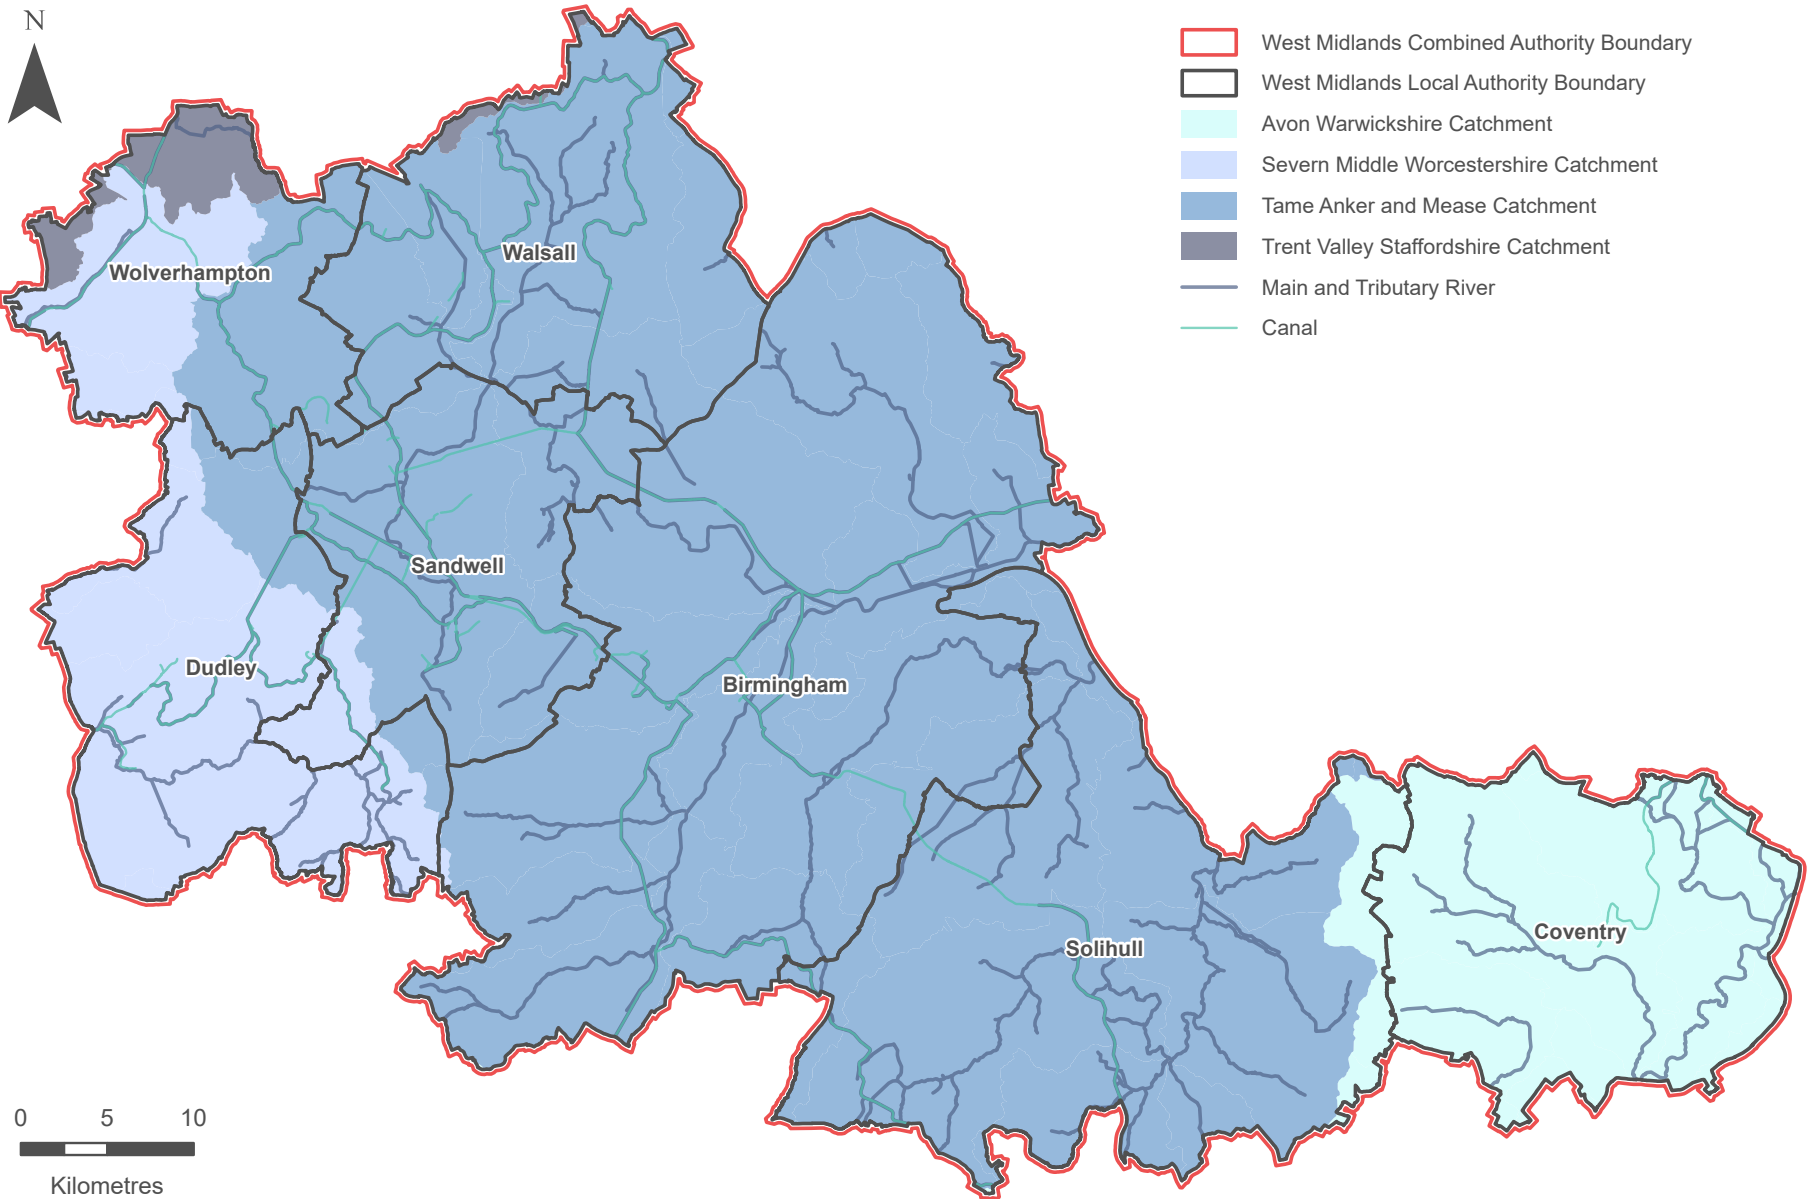 N
West Midlands Combined Authority Boundary
West Midlands Local Authority Boundary
Avon Warwickshire Catchment
Severn Middle Worcestershire Catchment
Tame Anker and Mease Catchment
Trent Valley Staffordshire Catchment
Main and Tributary River
Canal
Walsall
Wolverhampton
Sandwell
Dudley
Birmingham
Coventry
Solihull
0 5 10
Kilometres